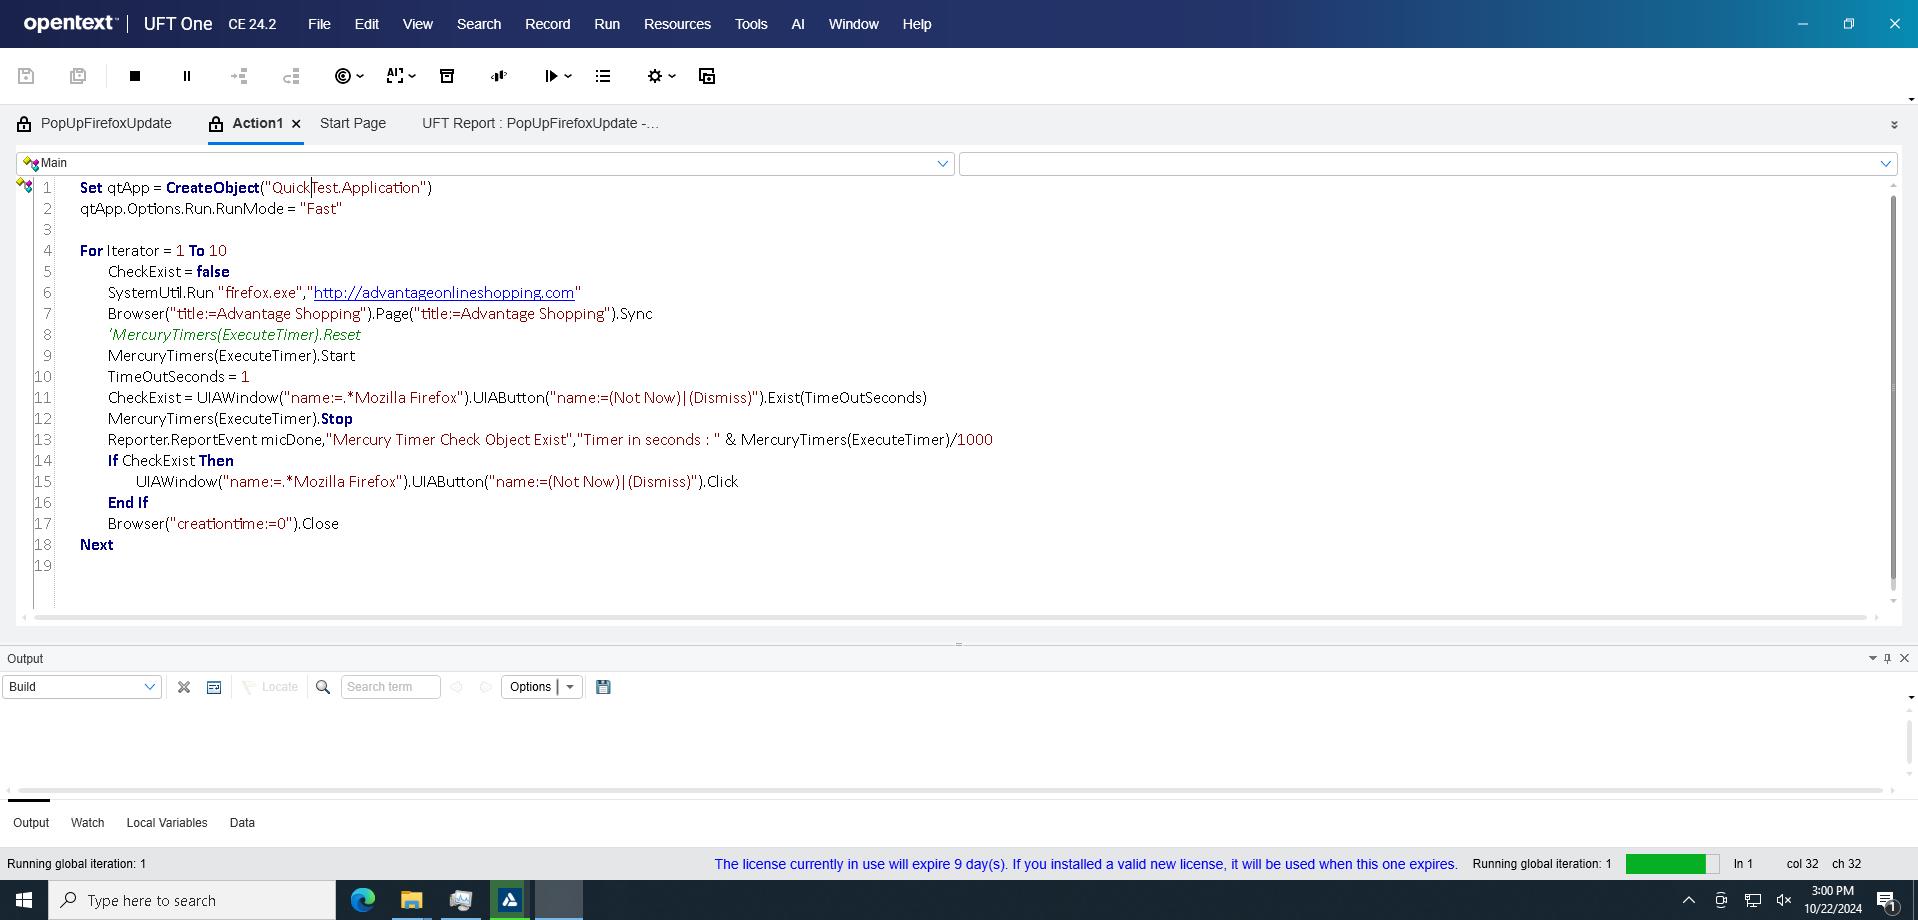 opentext™ | UFT One CE 24.2 File Edit View Search Record Run Resources Tools AI Window Help
PopUpFirefoxUpdate Action1 Start Page UFT Report : PopUpFirefoxUpdate -...
Main
1 Set qtApp = CreateObject("QuickTest.Application")
2 qtApp.Options.Run.RunMode = "Fast"
3
4 For Iterator = 1 To 10
5 CheckExist = false
6 SystemUtil.Run "firefox.exe","http://advantageonlineshopping.com"
7 Browser("title:=Advantage Shopping").Page("title:=Advantage Shopping").Sync
8 'MercuryTimers(ExecuteTimer).Reset
9 MercuryTimers(ExecuteTimer).Start
10 TimeOutSeconds = 1
11 CheckExist = UIAWindow("name:=.*Mozilla Firefox").UIAButton("name:=(Not Now)|(Dismiss)").Exist(TimeOutSeconds)
12 MercuryTimers(ExecuteTimer).Stop
13 Reporter.ReportEvent micDone,"Mercury Timer Check Object Exist","Timer in seconds : " & MercuryTimers(ExecuteTimer)/1000
14 If CheckExist Then
15 UIAWindow("name:=.*Mozilla Firefox").UIAButton("name:=(Not Now)|(Dismiss)").Click
16 End If
17 Browser("creationtime:=0").Close
18 Next
19
Output
Build Locate Search term Options
Output Watch Local Variables Data
Running global iteration: 1 The license currently in use will expire 9 day(s). If you installed a valid new license, it will be used when this one expires. Running global iteration: 1 ln 1 col 32 ch 32
Type here to search 3:00 PM
10/22/2024 1